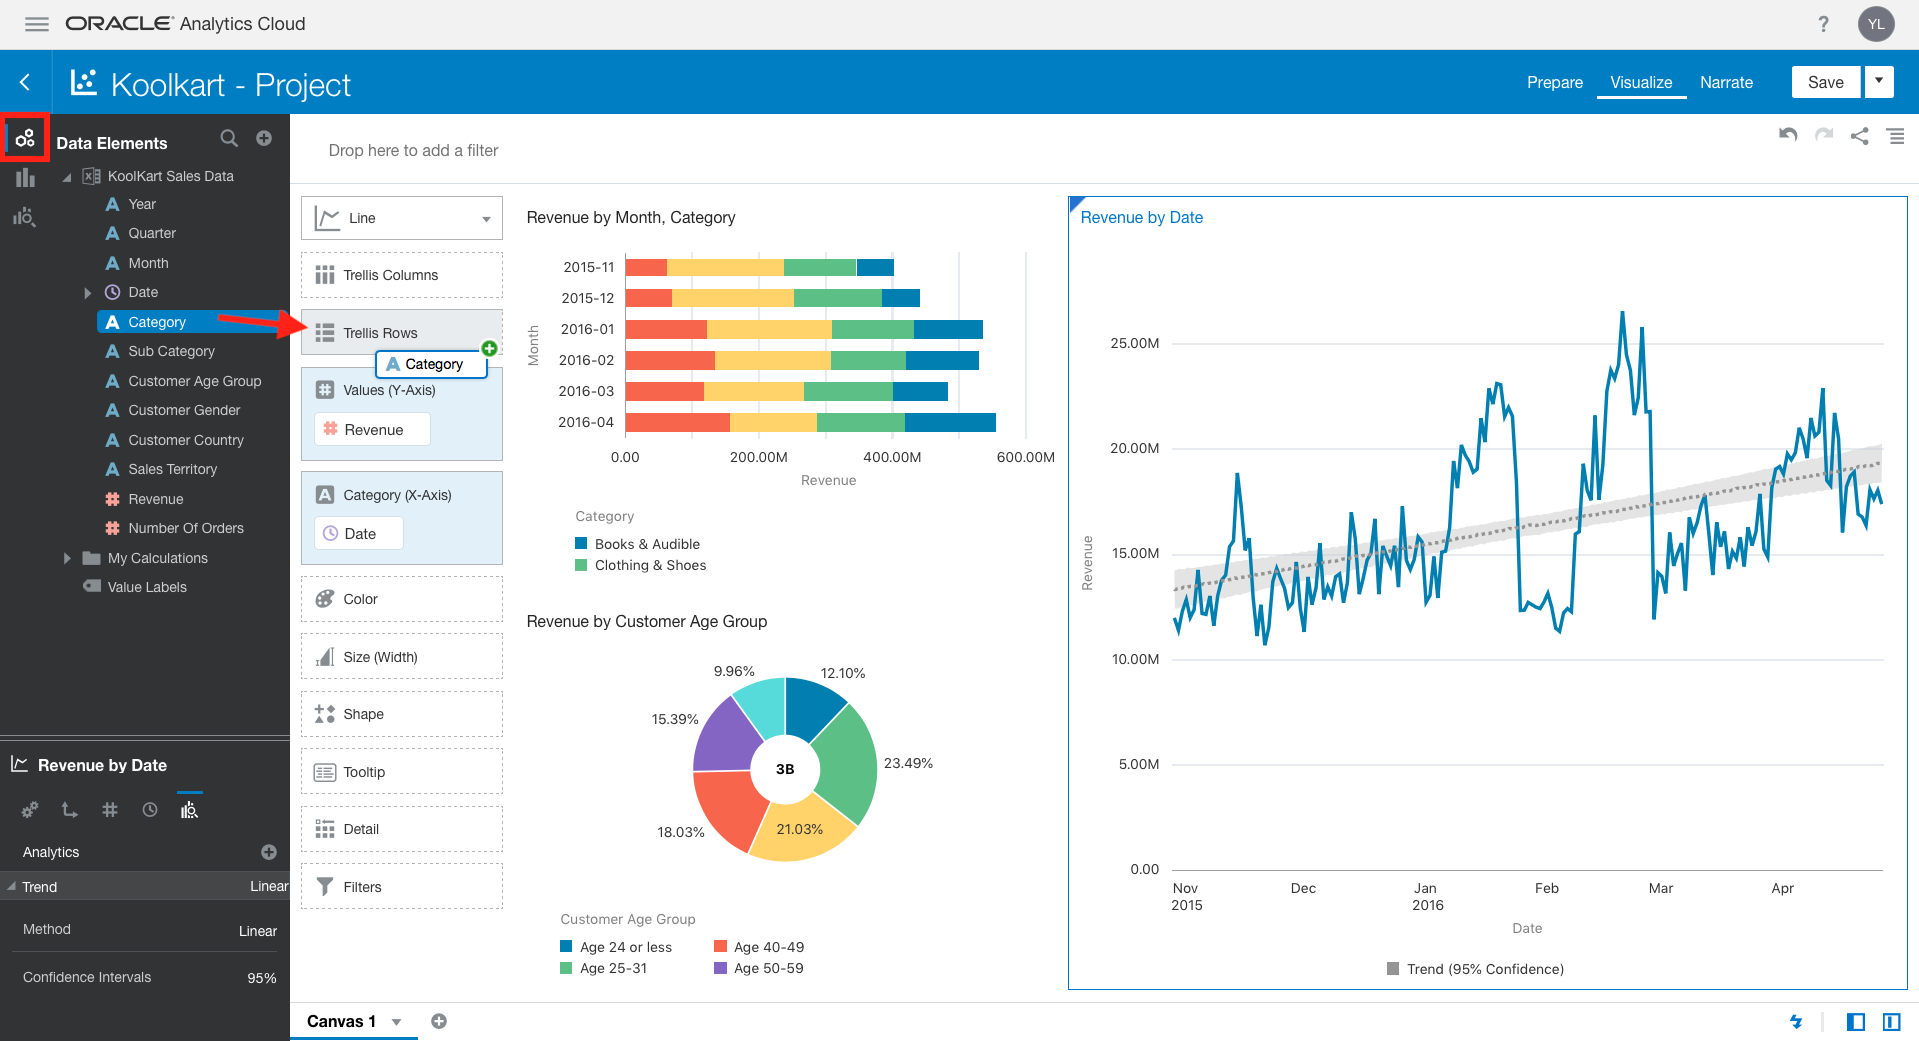 ORACLE Analytics Cloud
?
YL
Koolkart - Project
Prepare
Visualize
Narrate
Save
Data Elements
KoolKart Sales Data
A Year
A Quarter
A Month
Date
A Category
A Sub Category
A Customer Age Group
A Customer Gender
A Customer Country
A Sales Territory
# Revenue
# Number Of Orders
My Calculations
Value Labels
Revenue by Date
#
Analytics
Trend Linear
Method Linear
Confidence Intervals 95%
Drop here to add a filter
Line
Trellis Columns
Trellis Rows
A Category
# Values (Y-Axis)
# Revenue
A Category (X-Axis)
Date
Color
Size (Width)
Shape
Tooltip
Detail
Filters
Revenue by Month, Category
Month
2015-11
2015-12
2016-01
2016-02
2016-03
2016-04
0.00 200.00M 400.00M 600.00M
Revenue
Category
Books & Audible
Clothing & Shoes
Revenue by Customer Age Group
9.96%
12.10%
15.39%
23.49%
3B
18.03%
21.03%
Customer Age Group
Age 24 or less
Age 40-49
Age 25-31
Age 50-59
Revenue by Date
Revenue
25.00M
20.00M
15.00M
10.00M
5.00M
0.00
Nov Dec Jan Feb Mar Apr
2015 2016
Date
Trend (95% Confidence)
Canvas 1